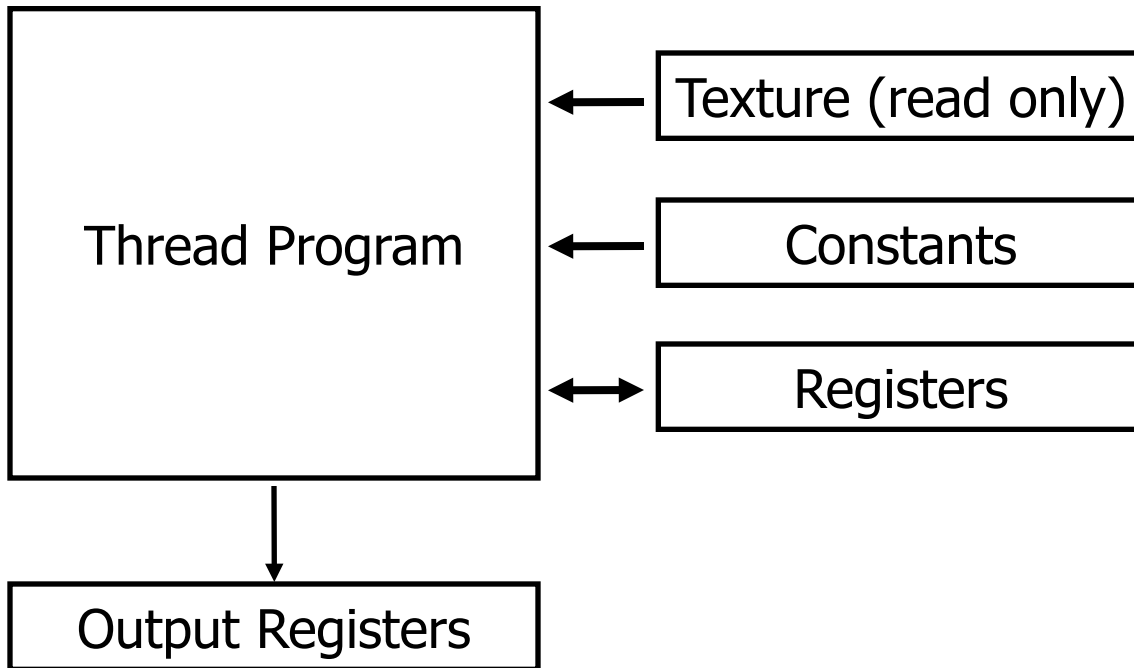 Texture (read only)
Thread Program
Constants
Registers
Output Registers